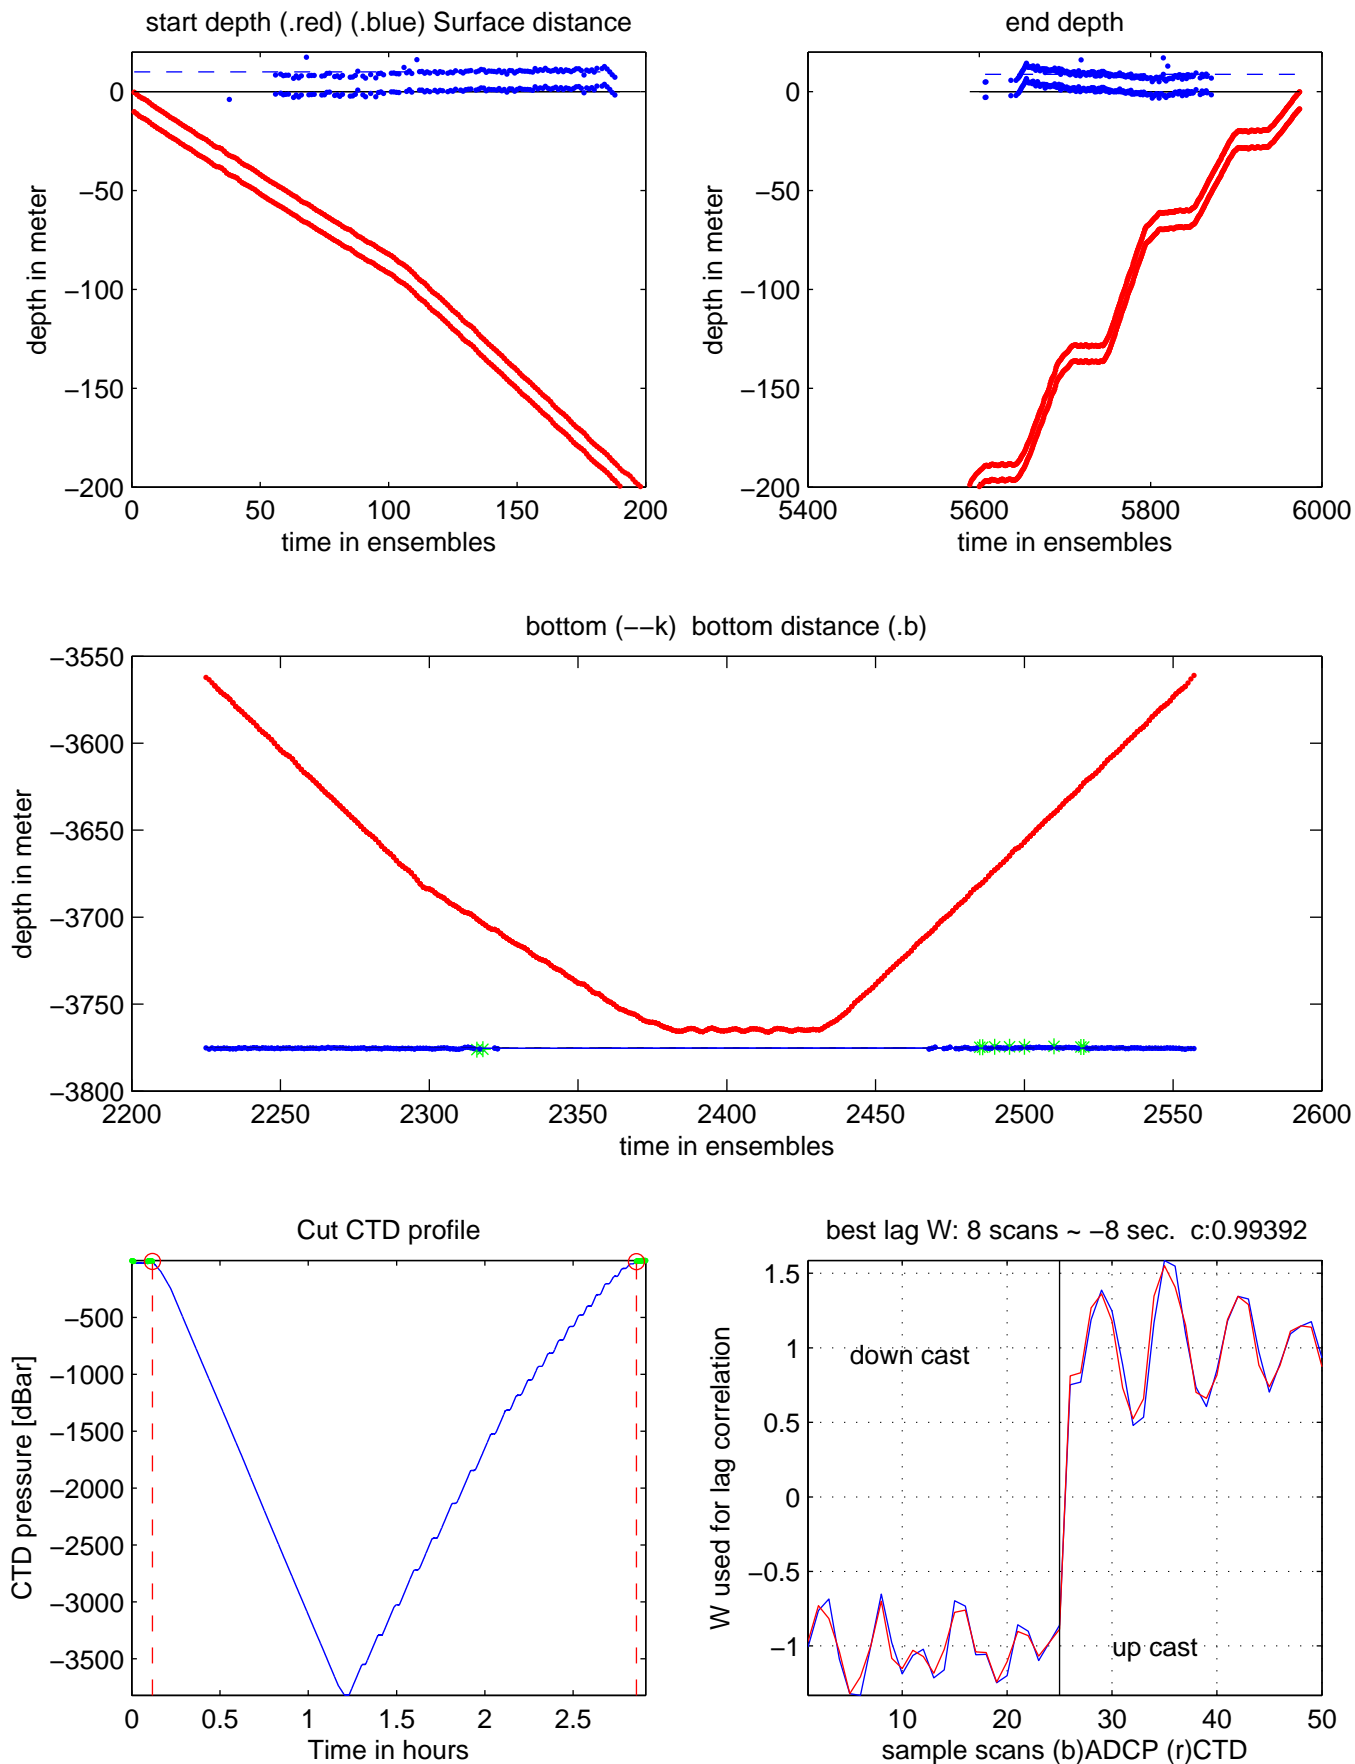 start depth (.red) (.blue) Surface distance
0
−50
−100
−150
−200
depth in meter
0 50 100 150 200
time in ensembles
end depth
0
−50
−100
−150
−200
depth in meter
5400 5600 5800 6000
time in ensembles
bottom (−−k)  bottom distance (.b)
−3550
−3600
−3650
−3700
−3750
−3800
depth in meter
2200 2250 2300 2350 2400 2450 2500 2550 2600
time in ensembles
Cut CTD profile
−500
−1000
−1500
−2000
−2500
−3000
−3500
CTD pressure [dBar]
0 0.5 1 1.5 2 2.5
Time in hours
best lag W: 8 scans ~ −8 sec.  c:0.99392
1.5
1
0.5
0
−0.5
−1
W used for lag correlation
down cast
up cast
10 20 30 40 50
sample scans (b)ADCP (r)CTD